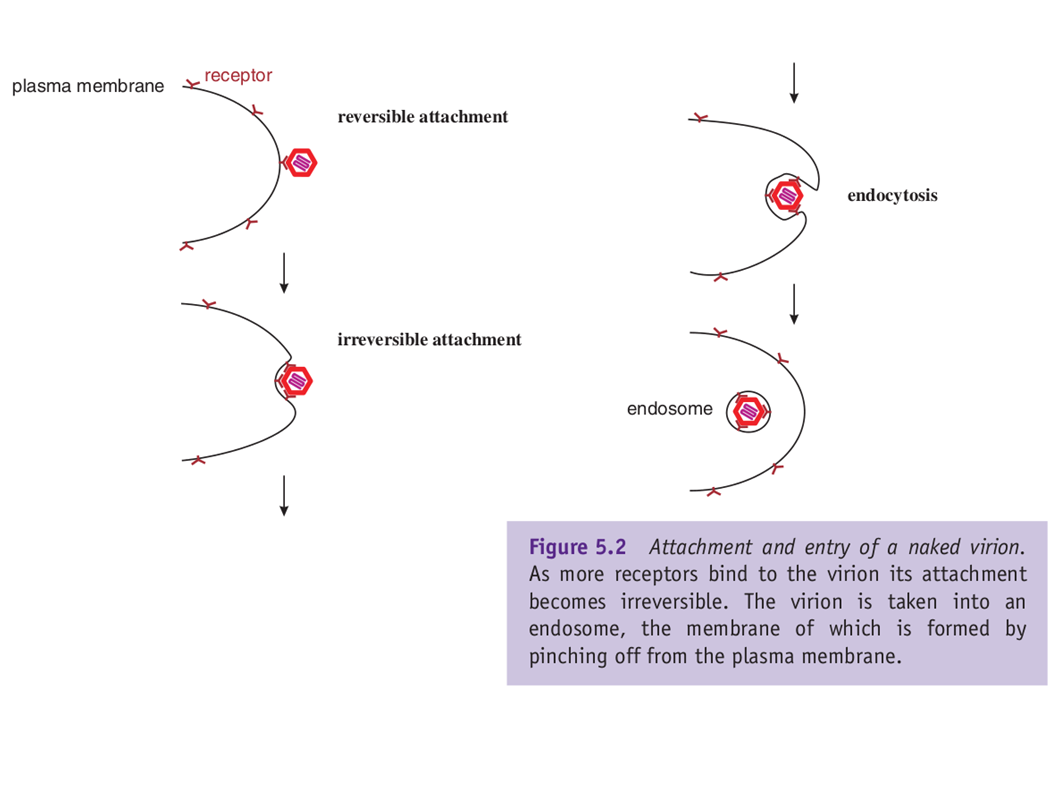 plasma membrane
receptor
reversible attachment
irreversible attachment
endocytosis
endosome
Figure 5.2 Attachment and entry of a naked virion.
As more receptors bind to the virion its attachment
becomes irreversible. The virion is taken into an
endosome, the membrane of which is formed by
pinching off from the plasma membrane.